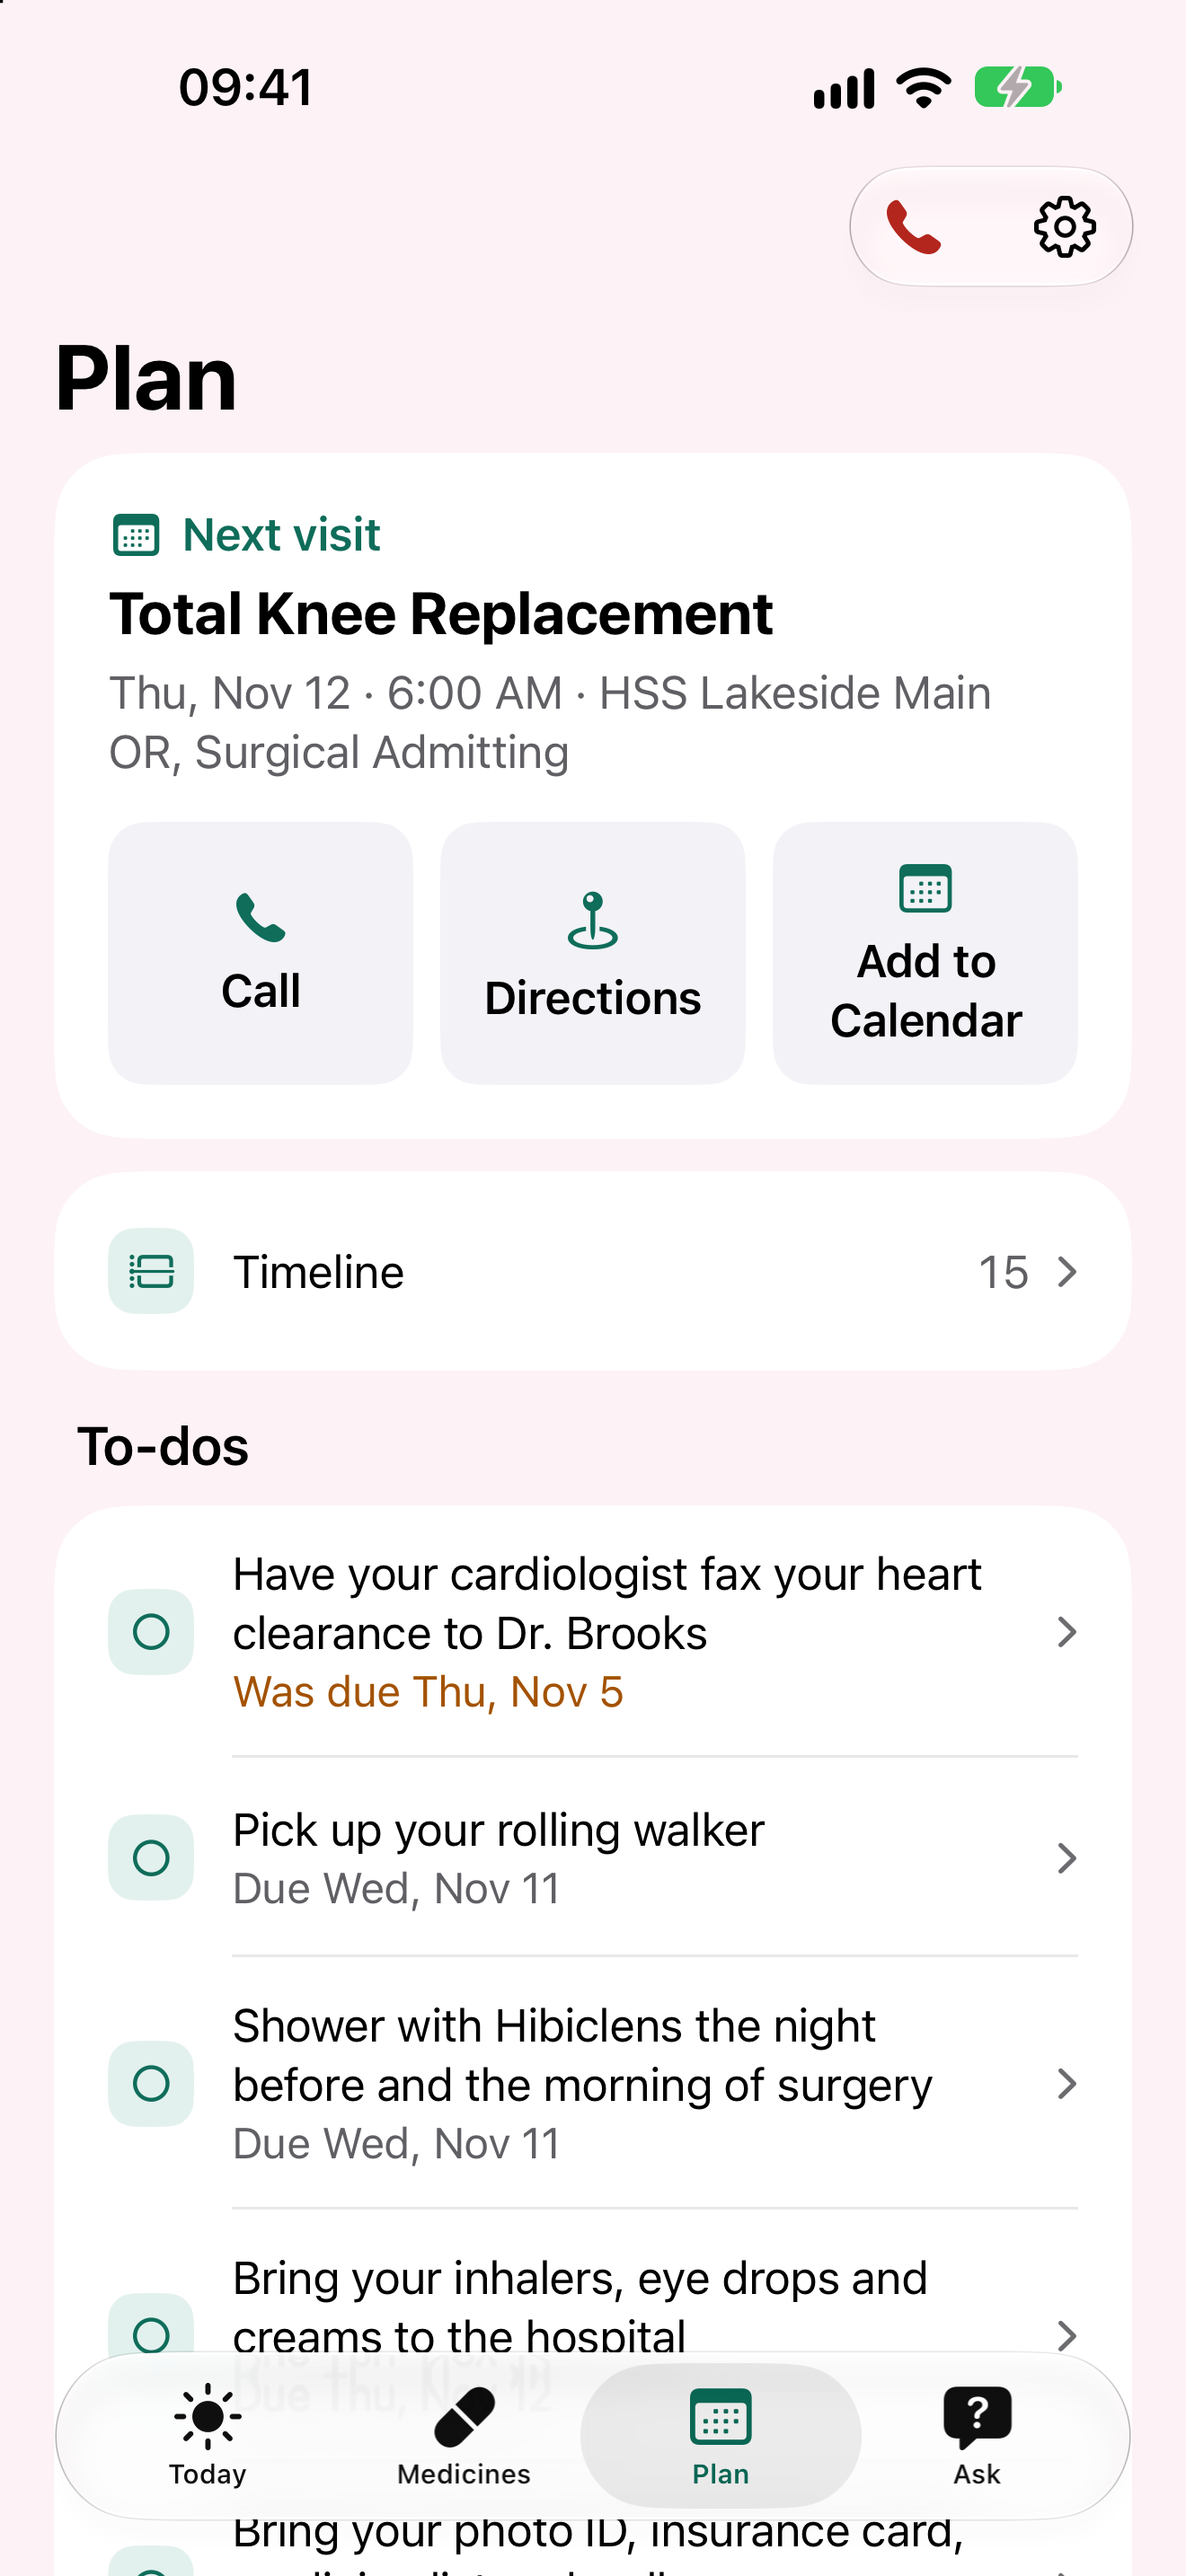 09:41
Plan
Next visit
Total Knee Replacement
Thu, Nov 12 · 6:00 AM · HSS Lakeside Main
OR, Surgical Admitting
Call
Directions
Add to
Calendar
Timeline
15
To-dos
Have your cardiologist fax your heart
clearance to Dr. Brooks
Was due Thu, Nov 5
Pick up your rolling walker
Due Wed, Nov 11
Shower with Hibiclens the night
before and the morning of surgery
Due Wed, Nov 11
Bring your inhalers, eye drops and
creams to the hospital
Due Thu, Nov 12
Today
Medicines
Plan
Ask
Bring your photo ID, insurance card,